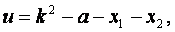 u = k² − a − x₁ − x₂,